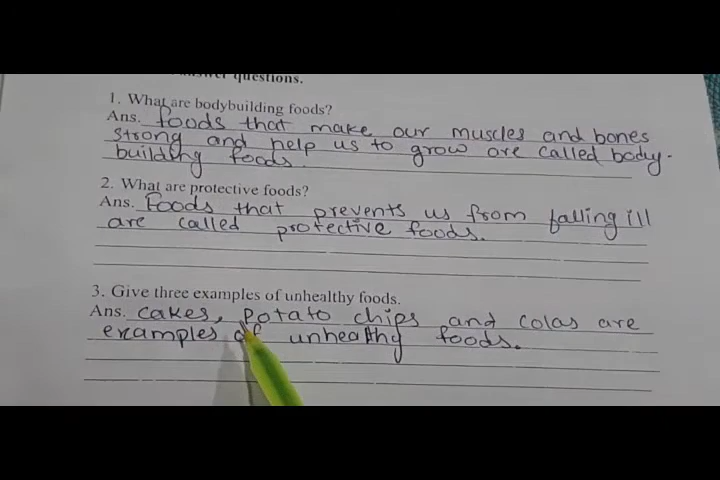 answer questions.
1. What are bodybuilding foods?
Ans. foods that make our muscles and bones
strong and help us to grow are called body-
building foods.
2. What are protective foods?
Ans. Foods that prevents us from falling ill
are called protective foods.
3. Give three examples of unhealthy foods.
Ans. cakes, potato chips and colas are
examples of unhealthy foods.